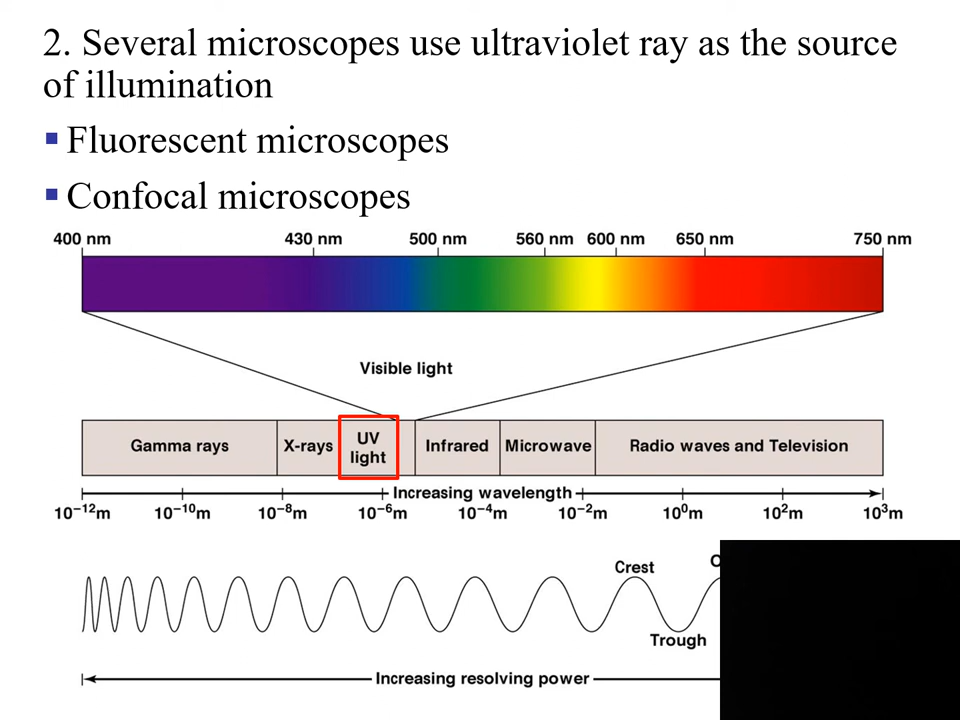 2. Several microscopes use ultraviolet ray as the source
of illumination
▪ Fluorescent microscopes
▪ Confocal microscopes
400 nm 430 nm 500 nm 560 nm 600 nm 650 nm 750 nm
Visible light
Gamma rays X-rays UV light Infrared Microwave Radio waves and Television
Increasing wavelength
10⁻¹²m 10⁻¹⁰m 10⁻⁸m 10⁻⁶m 10⁻⁴m 10⁻²m 10⁰m 10²m 10³m
Crest
Trough
Increasing resolving power